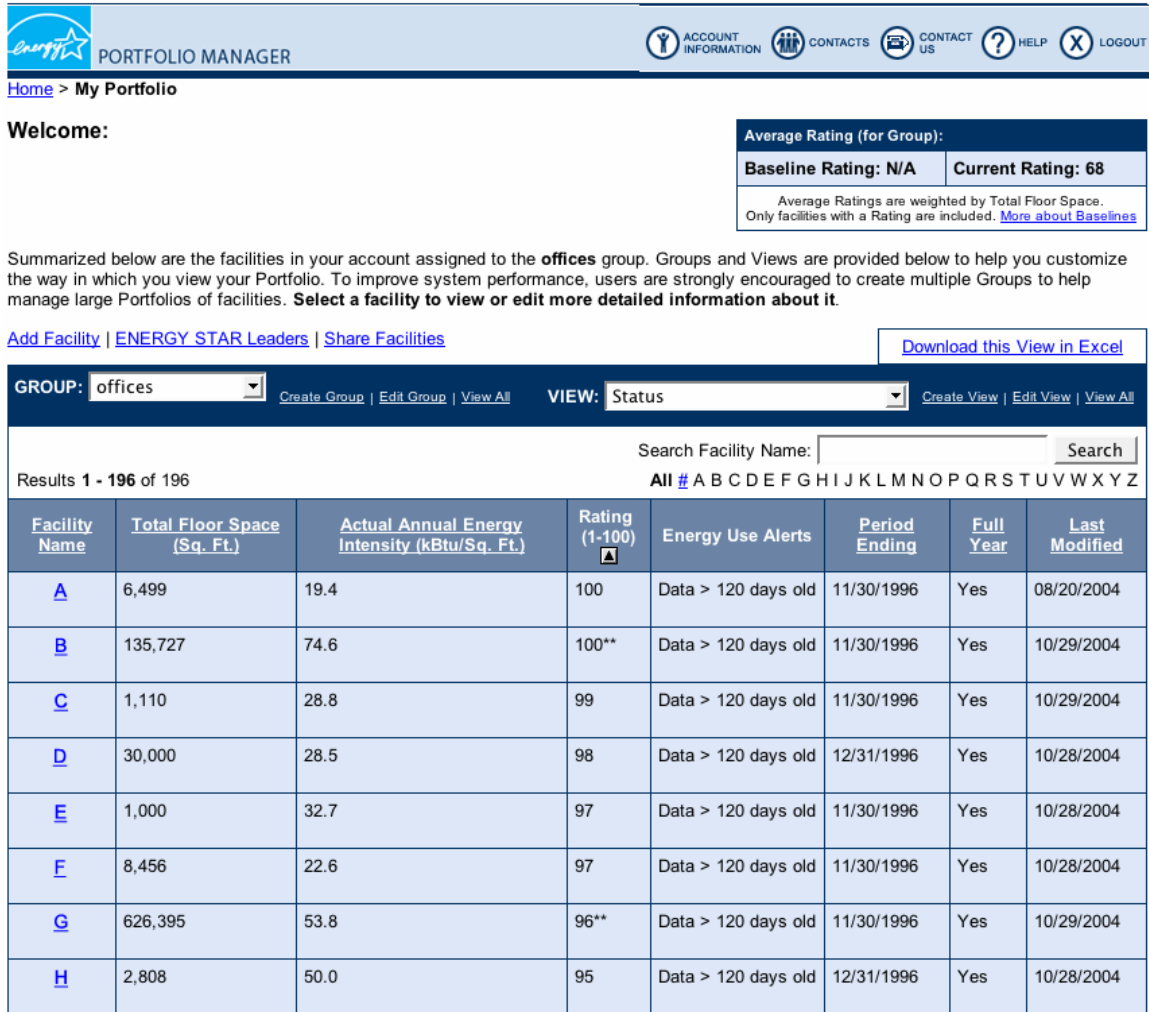 energy
PORTFOLIO MANAGER
ACCOUNT INFORMATION
CONTACTS
CONTACT US
? HELP
X LOGOUT
Home > My Portfolio
Welcome:
Average Rating (for Group):
Baseline Rating: N/A Current Rating: 68
Average Ratings are weighted by Total Floor Space.
Only facilities with a Rating are included. More about Baselines
Summarized below are the facilities in your account assigned to the offices group. Groups and Views are provided below to help you customize
the way in which you view your Portfolio. To improve system performance, users are strongly encouraged to create multiple Groups to help
manage large Portfolios of facilities. Select a facility to view or edit more detailed information about it.
Add Facility | ENERGY STAR Leaders | Share Facilities
Download this View in Excel
GROUP: offices Create Group | Edit Group | View All VIEW: Status Create View | Edit View | View All
Search Facility Name: Search
Results 1 - 196 of 196 All # A B C D E F G H I J K L M N O P Q R S T U V W X Y Z
Facility Name Total Floor Space (Sq. Ft.) Actual Annual Energy Intensity (kBtu/Sq. Ft.) Rating (1-100) Energy Use Alerts Period Ending Full Year Last Modified
A 6,499 19.4 100 Data > 120 days old 11/30/1996 Yes 08/20/2004
B 135,727 74.6 100** Data > 120 days old 11/30/1996 Yes 10/29/2004
C 1,110 28.8 99 Data > 120 days old 11/30/1996 Yes 10/29/2004
D 30,000 28.5 98 Data > 120 days old 12/31/1996 Yes 10/28/2004
E 1,000 32.7 97 Data > 120 days old 11/30/1996 Yes 10/28/2004
F 8,456 22.6 97 Data > 120 days old 11/30/1996 Yes 10/28/2004
G 626,395 53.8 96** Data > 120 days old 11/30/1996 Yes 10/29/2004
H 2,808 50.0 95 Data > 120 days old 12/31/1996 Yes 10/28/2004